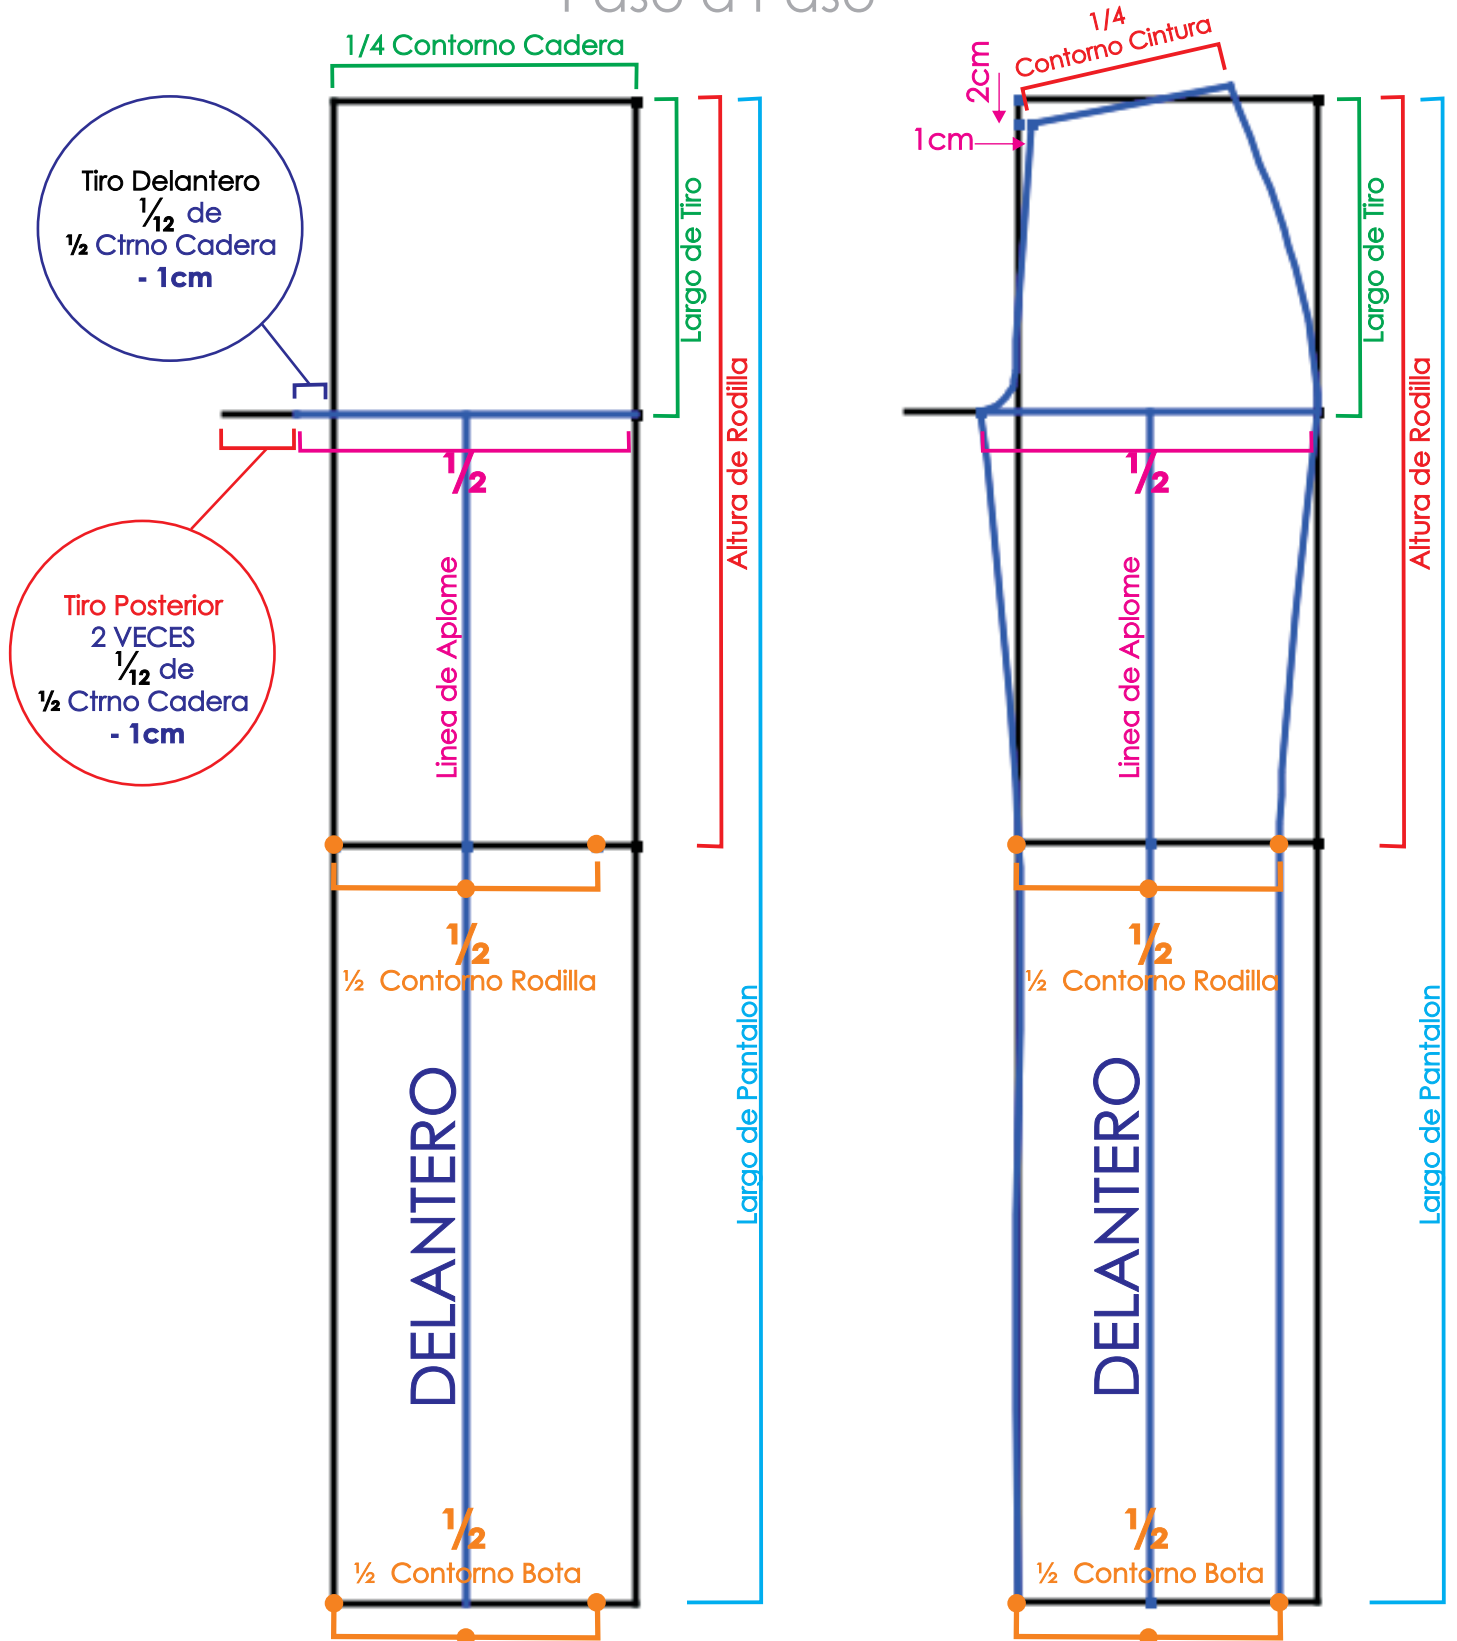 Paso a Paso
1/4 Contorno Cadera
Tiro Delantero
1/12 de
½ Ctrno Cadera
- 1cm
Largo de Tiro
Altura de Rodilla
½
Tiro Posterior
2 VECES
1/12 de
½ Ctrno Cadera
- 1cm
Linea de Aplome
½
½ Contorno Rodilla
Largo de Pantalon
DELANTERO
½
½ Contorno Bota
1/4
Contorno Cintura
2cm
1cm
Largo de Tiro
Altura de Rodilla
½
Linea de Aplome
½
½ Contorno Rodilla
Largo de Pantalon
DELANTERO
½
½ Contorno Bota